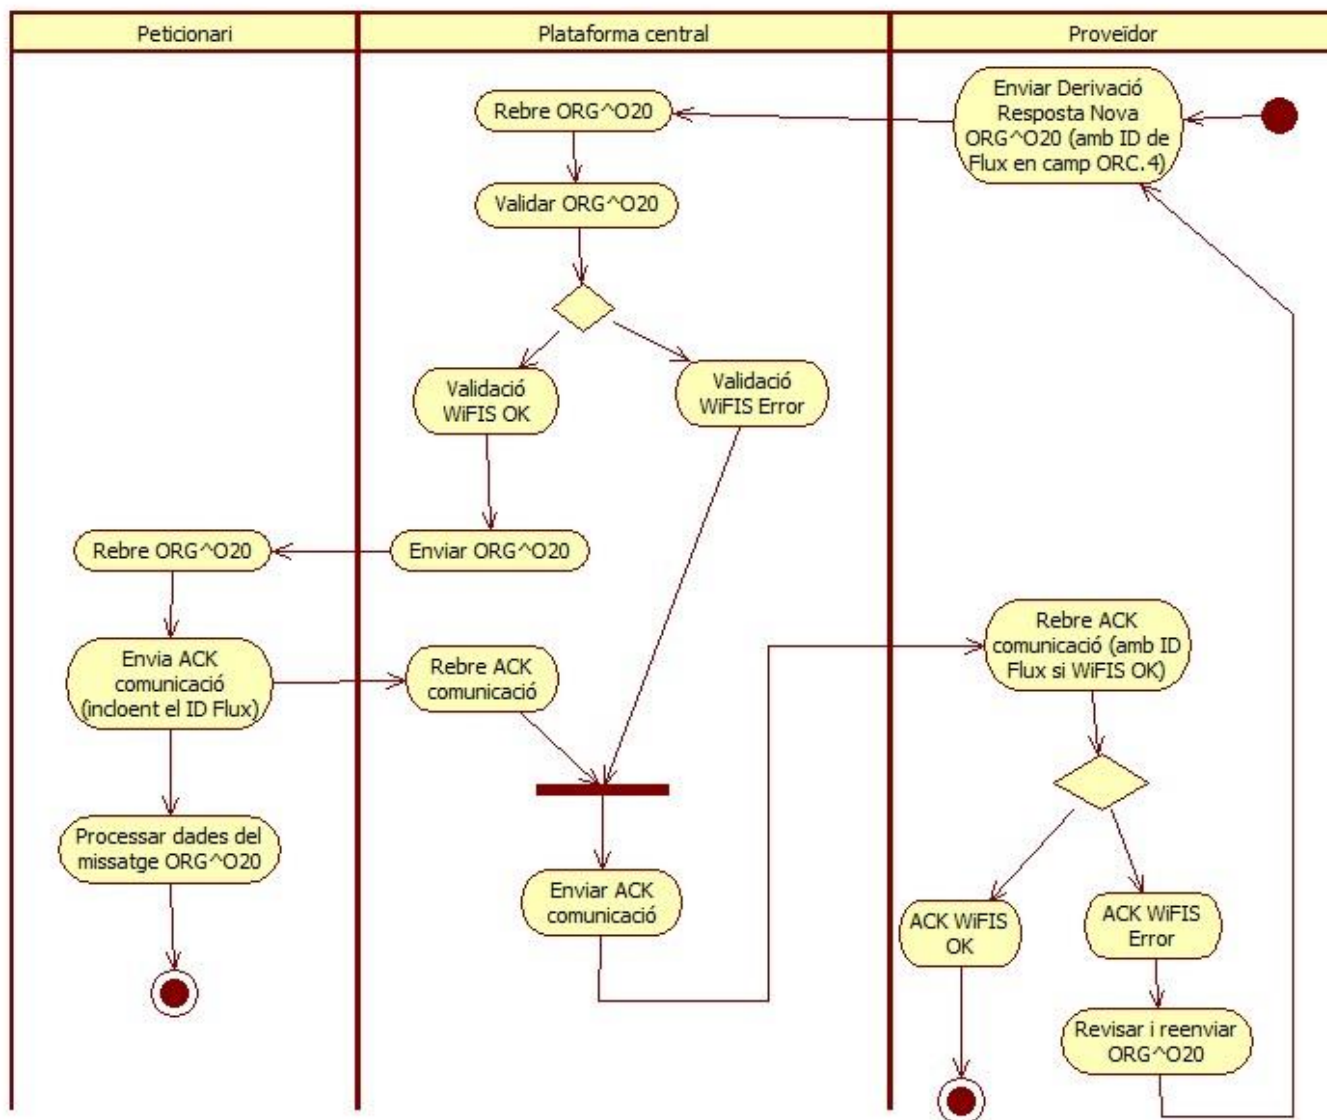 Peticionari
Plataforma central
Proveïdor
Enviar Derivació
Resposta Nova
ORG^O20 (amb ID de
Flux en camp ORC.4)
Rebre ORG^O20
Validar ORG^O20
Validació
WiFIS OK
Validació
WiFIS Error
Rebre ORG^O20
Enviar ORG^O20
Envia ACK
comunicació
(incloent el ID Flux)
Rebre ACK
comunicació
Rebre ACK
comunicació (amb ID
Flux si WiFIS OK)
Processar dades del
missatge ORG^O20
Enviar ACK
comunicació
ACK WiFIS
OK
ACK WiFIS
Error
Revisar i reenviar
ORG^O20